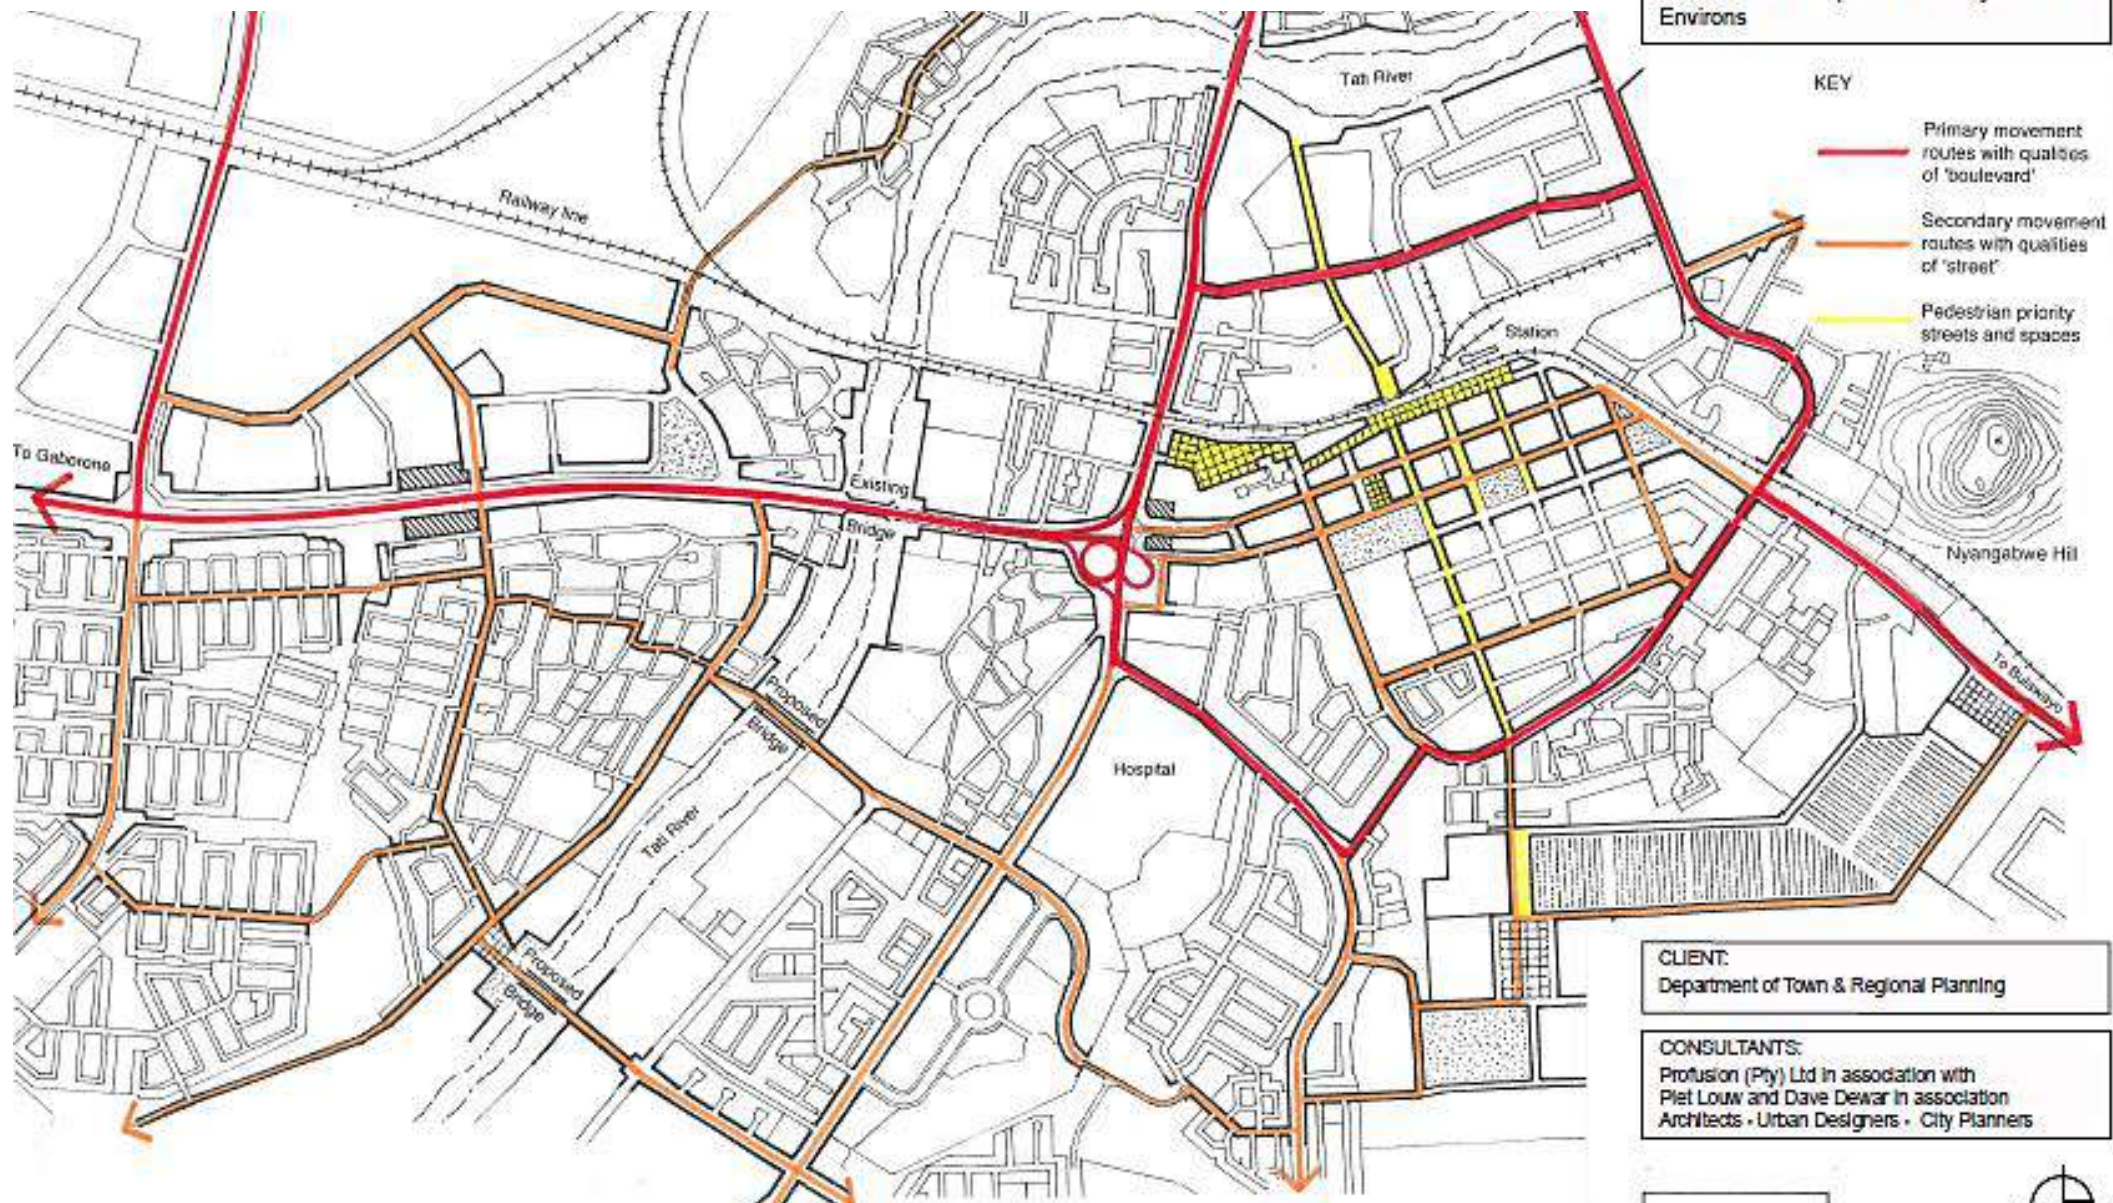 Environs
KEY
Primary movement
routes with qualities
of 'boulevard'
Secondary movement
routes with qualities
of "street"
Pedestrian priority
streets and spaces
Tati River
Railway line
Station
To Gaborone
Existing
Bridge
Nyangabwe Hill
To Bulawayo
Proposed
Bridge
Hospital
Tati River
Proposed
Bridge
CLIENT:
Department of Town & Regional Planning
CONSULTANTS:
Profusion (Pty) Ltd in association with
Piet Louw and Dave Dewar in association
Architects - Urban Designers - City Planners